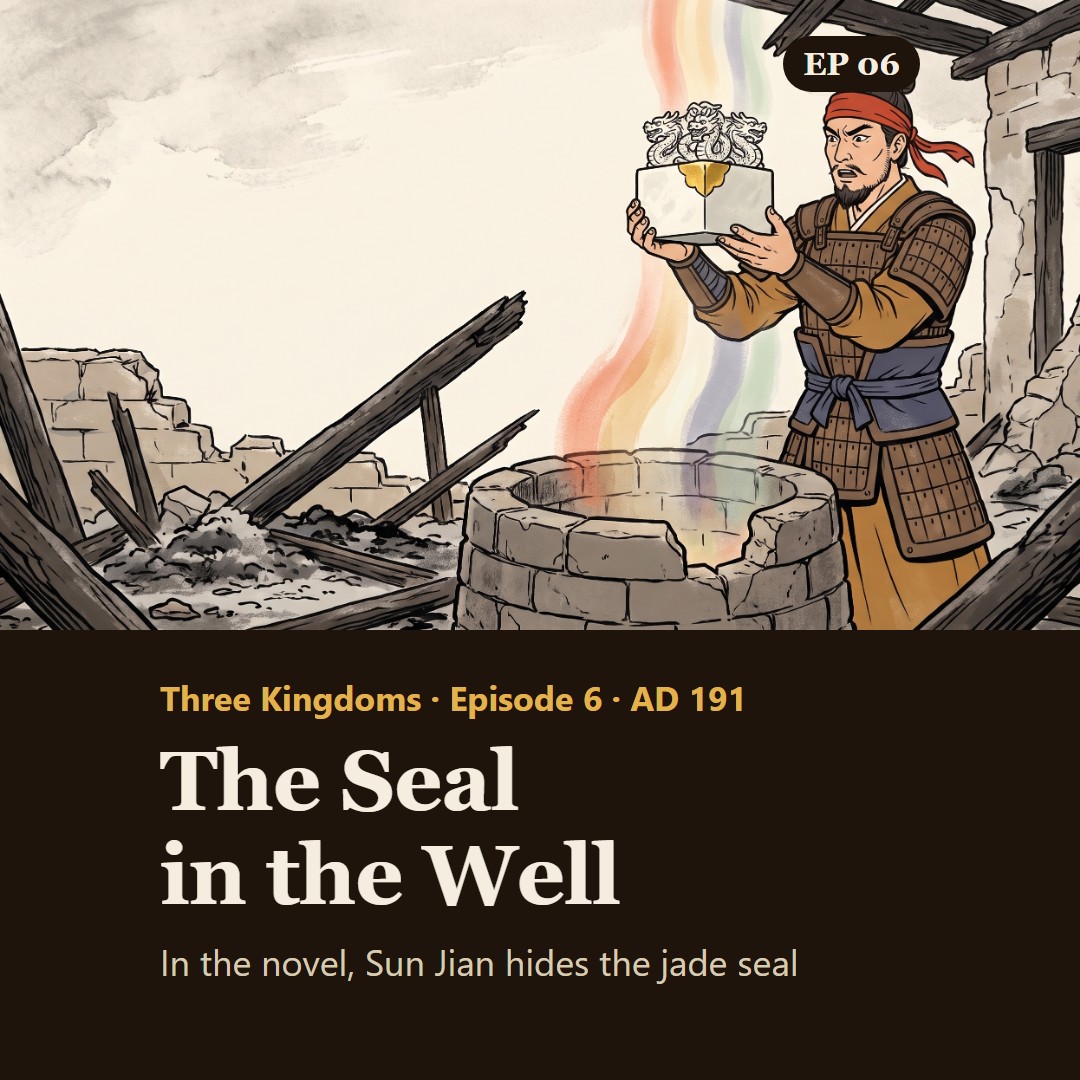 EP 06
Three Kingdoms · Episode 6 · AD 191
The Seal
in the Well
In the novel, Sun Jian hides the jade seal